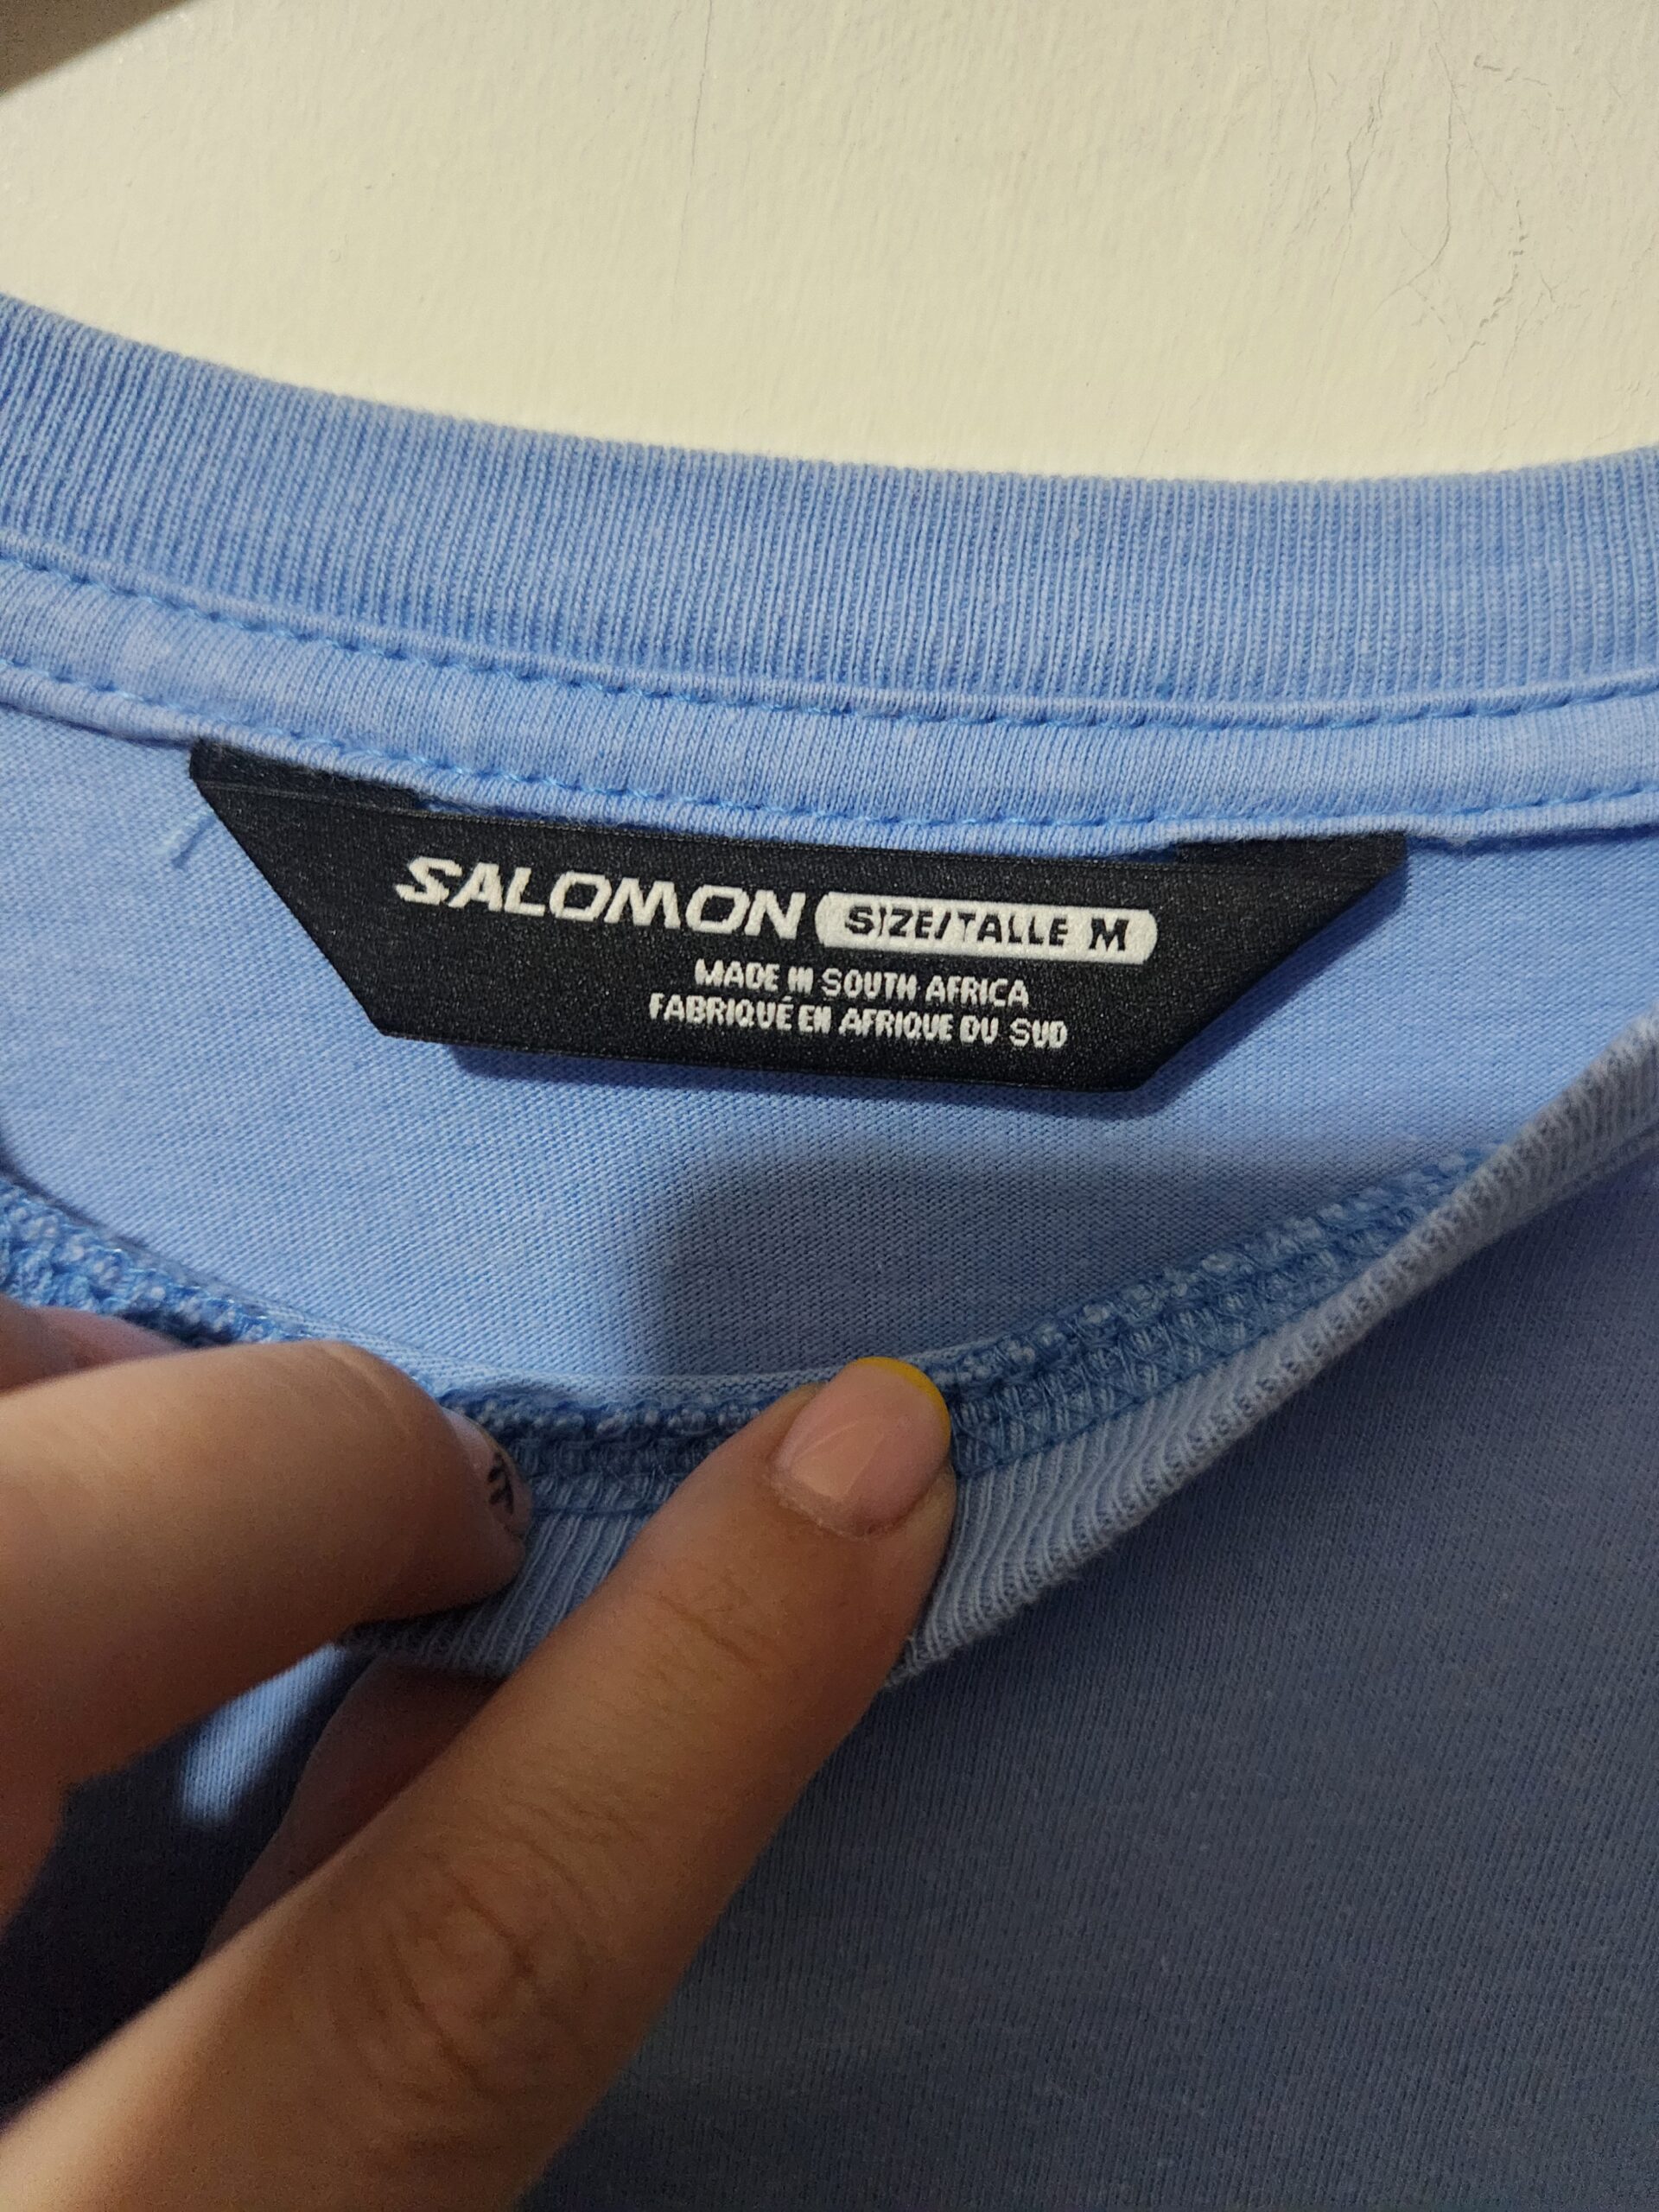 SALOMON SIZE/TALLE M
MADE IN SOUTH AFRICA
FABRIQUÉ EN AFRIQUE DU SUD